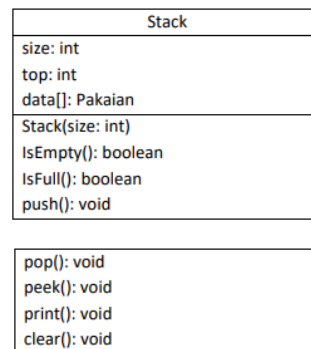 Stack
size: int
top: int
data[]: Pakaian
Stack(size: int)
IsEmpty(): boolean
IsFull(): boolean
push(): void
pop(): void
peek(): void
print(): void
clear(): void